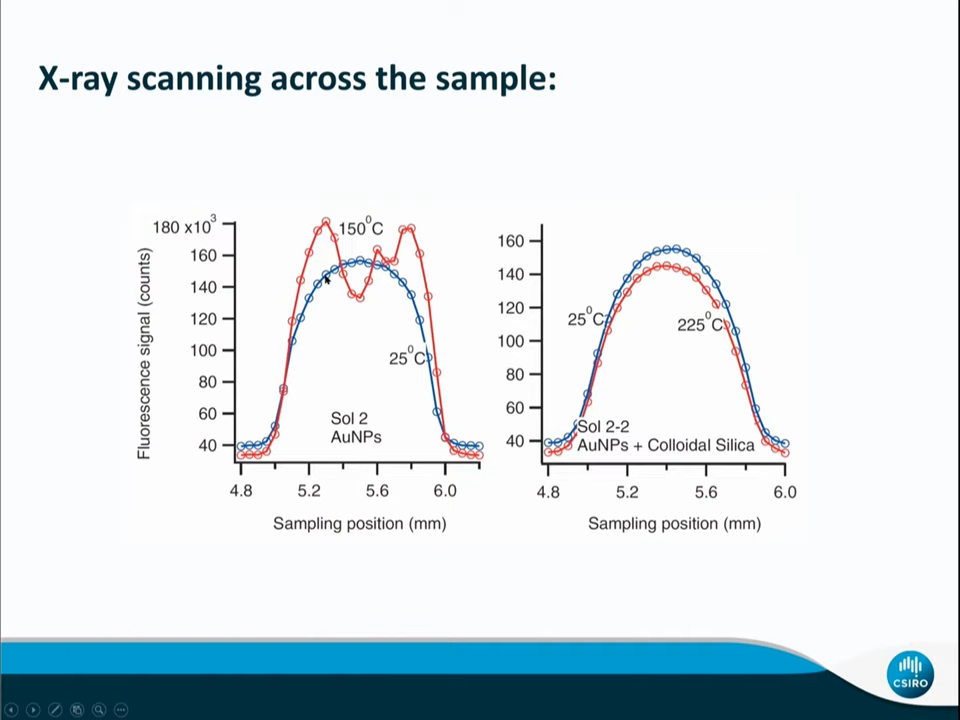 X-ray scanning across the sample:
Fluorescence signal (counts)
180 x10³
160
140
120
100
80
60
40
150⁰C
25⁰C
Sol 2
AuNPs
4.8
5.2
5.6
6.0
Sampling position (mm)
160
140
120
100
80
60
40
25⁰C
225⁰C
Sol 2-2
AuNPs + Colloidal Silica
4.8
5.2
5.6
6.0
Sampling position (mm)
CSIRO